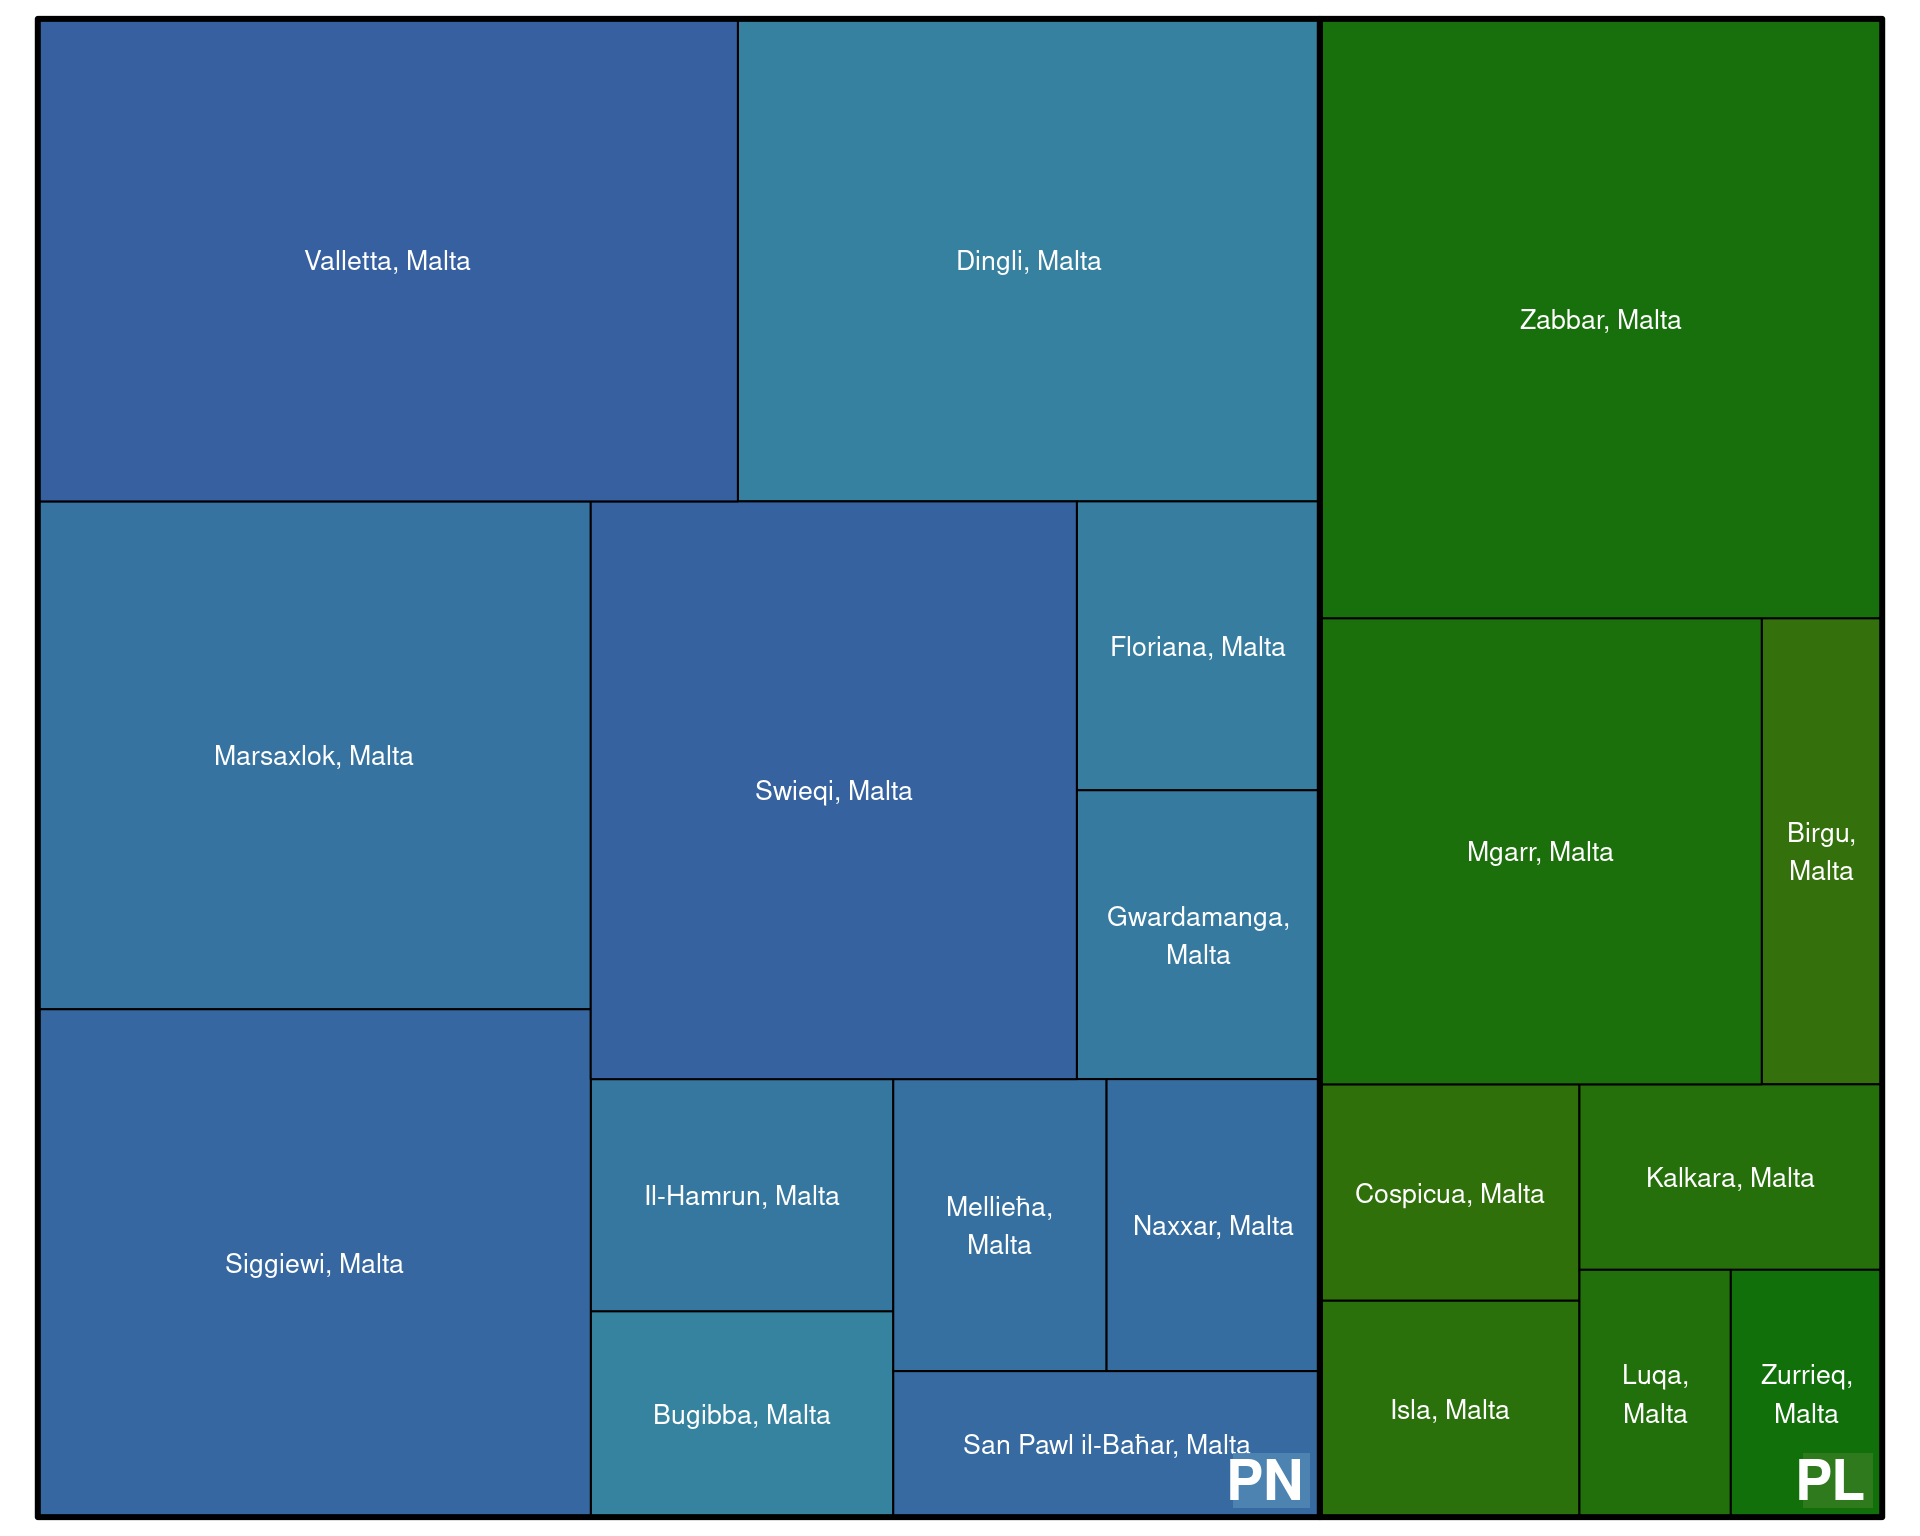 Valletta, Malta
Dingli, Malta
Zabbar, Malta
Marsaxlok, Malta
Swieqi, Malta
Floriana, Malta
Gwardamanga,
Malta
Mgarr, Malta
Birgu,
Malta
Siggiewi, Malta
Il-Hamrun, Malta
Mellieħa,
Malta
Naxxar, Malta
Bugibba, Malta
San Pawl il-Baħar, Malta
PN
Cospicua, Malta
Kalkara, Malta
Isla, Malta
Luqa,
Malta
Zurrieq,
Malta
PL